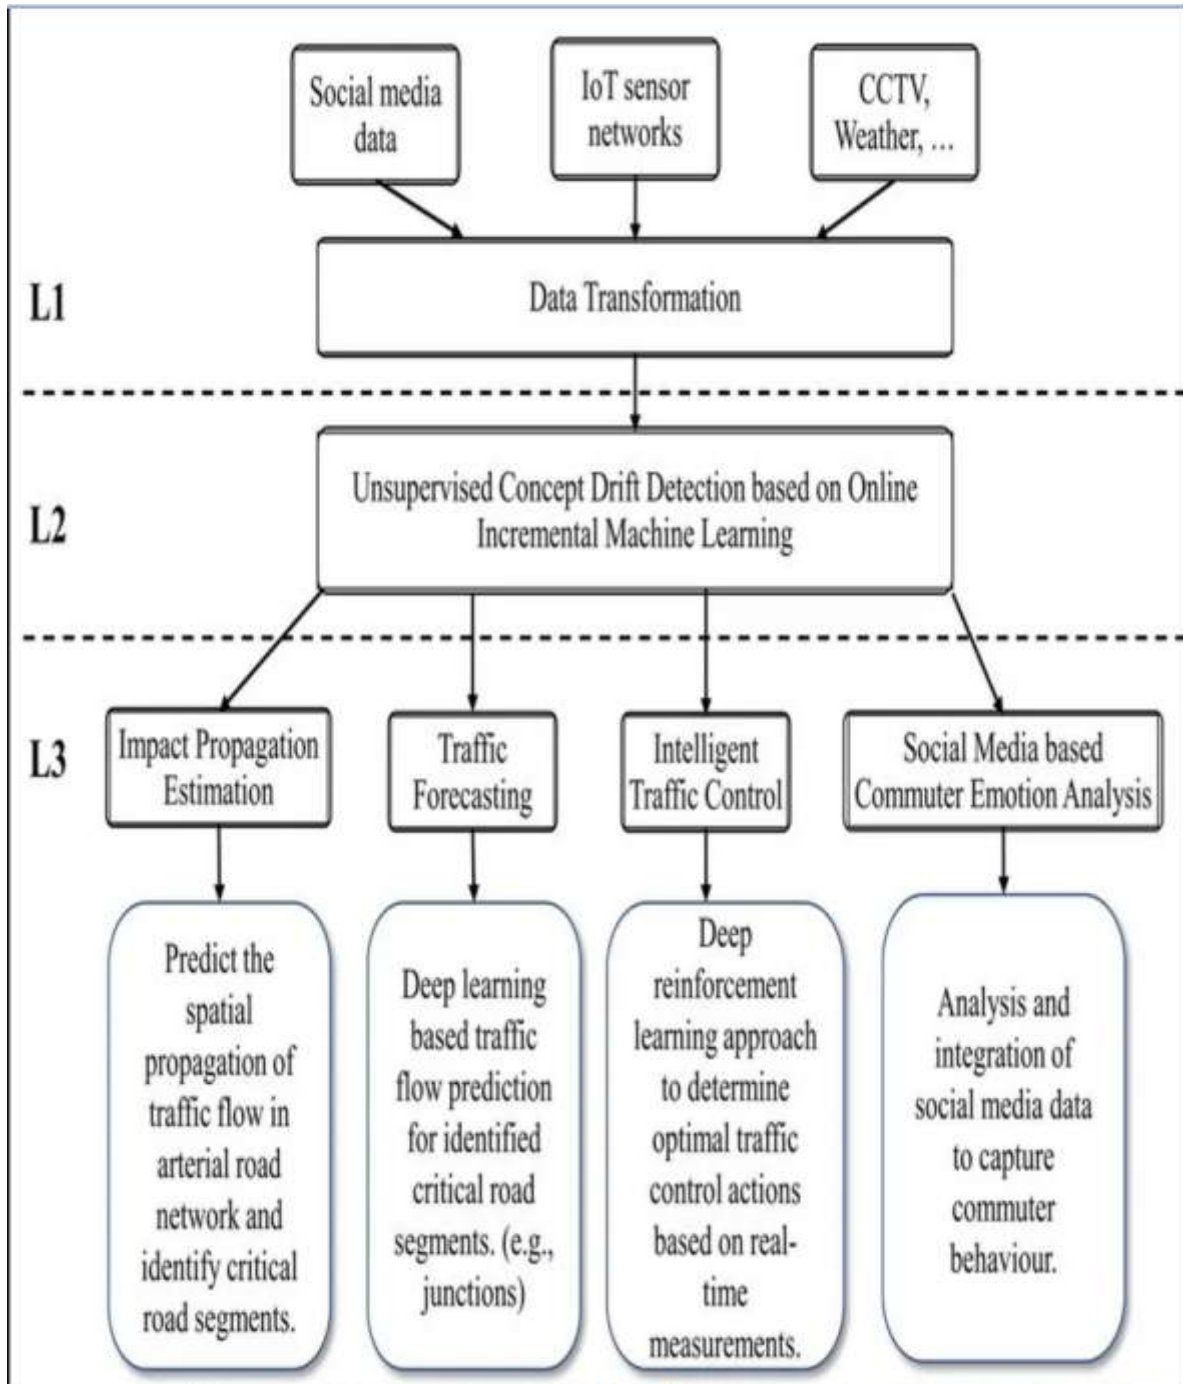 Social media
data
IoT sensor
networks
CCTV,
Weather, ...
L1
Data Transformation
L2
Unsupervised Concept Drift Detection based on Online
Incremental Machine Learning
L3
Impact Propagation
Estimation
Traffic
Forecasting
Intelligent
Traffic Control
Social Media based
Commuter Emotion Analysis
Predict the
spatial
propagation of
traffic flow in
arterial road
network and
identify critical
road segments.
Deep learning
based traffic
flow prediction
for identified
critical road
segments. (e.g.,
junctions)
Deep
reinforcement
learning approach
to determine
optimal traffic
control actions
based on real-
time
measurements.
Analysis and
integration of
social media data
to capture
commuter
behaviour.